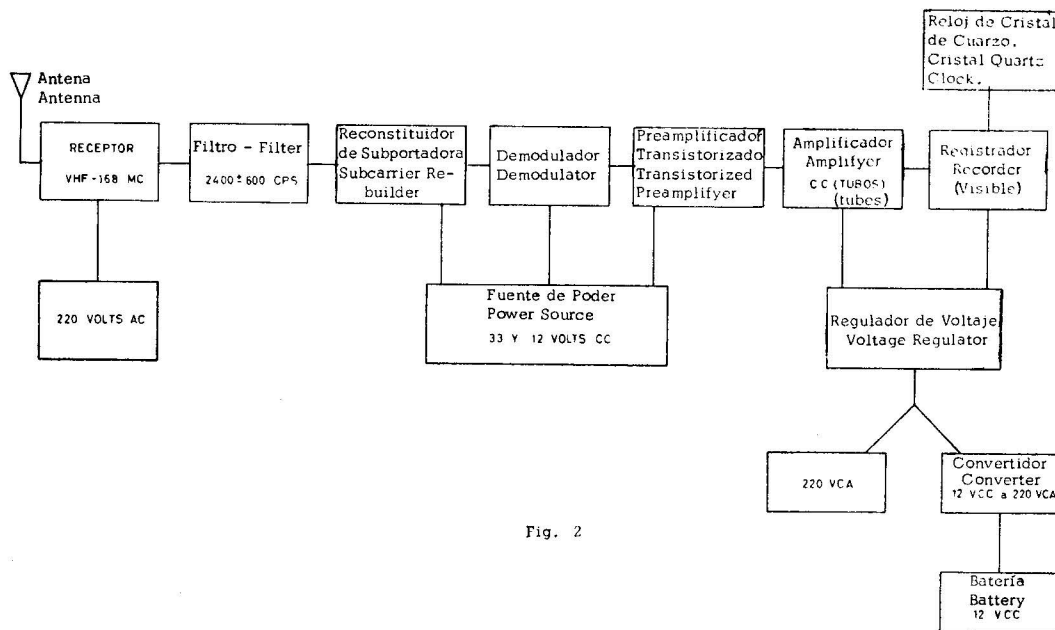 Reloj de Cristal
de Cuarzo.
Cristal Quartz
Clock.
Antena
Antenna
RECEPTOR
VHF-168 MC
Filtro - Filter
2400 ± 600 CPS
Reconstituidor
de Subportadora
Subcarrier Re-
builder
Demodulador
Demodulator
Preamplificador
Transistorizado
Transistorized
Preamplifyer
Amplificador
Amplifyer
C C (TUBOS)
(tubes)
Registrador
Recorder
(Visible)
220 VOLTS AC
Fuente de Poder
Power Source
33 Y 12 VOLTS CC
Regulador de Voltaje
Voltage Regulator
220 VCA
Convertidor
Converter
12 VCC a 220 VCA
Fig. 2
Batería
Battery
12 VCC